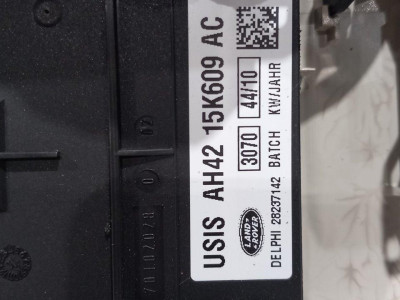 USIS AH42 15K609 AC
3070 44/10
LAND ROVER
DELPHI 28237142 BATCH KW/JAHR